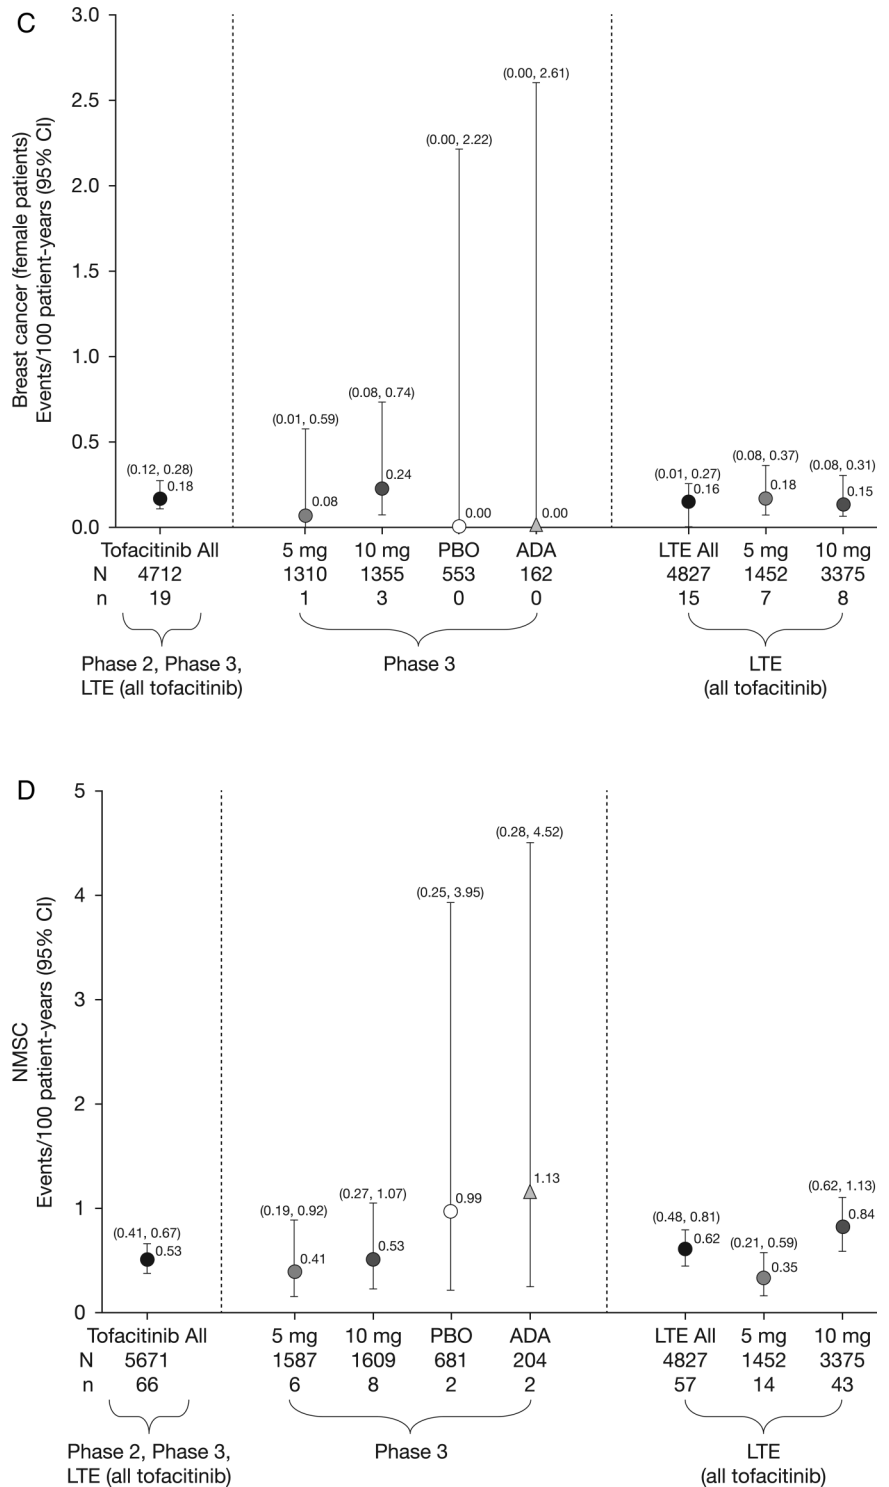 C
Breast cancer (female patients)
Events/100 patient-years (95% CI)
3.0
2.5
2.0
1.5
1.0
0.5
0.0
(0.12, 0.28)
0.18
(0.01, 0.59)
0.08
(0.08, 0.74)
0.24
(0.00, 2.22)
0.00
(0.00, 2.61)
0.00
(0.01, 0.27)
0.16
(0.08, 0.37)
0.18
(0.08, 0.31)
0.15
Tofacitinib All 5 mg 10 mg PBO ADA LTE All 5 mg 10 mg
N 4712 1310 1355 553 162 4827 1452 3375
n 19 1 3 0 0 15 7 8
Phase 2, Phase 3,
LTE (all tofacitinib)
Phase 3
LTE
(all tofacitinib)
D
NMSC
Events/100 patient-years (95% CI)
5
4
3
2
1
0
(0.41, 0.67)
0.53
(0.19, 0.92)
0.41
(0.27, 1.07)
0.53
(0.25, 3.95)
0.99
(0.28, 4.52)
1.13
(0.48, 0.81)
0.62
(0.21, 0.59)
0.35
(0.62, 1.13)
0.84
Tofacitinib All 5 mg 10 mg PBO ADA LTE All 5 mg 10 mg
N 5671 1587 1609 681 204 4827 1452 3375
n 66 6 8 2 2 57 14 43
Phase 2, Phase 3,
LTE (all tofacitinib)
Phase 3
LTE
(all tofacitinib)